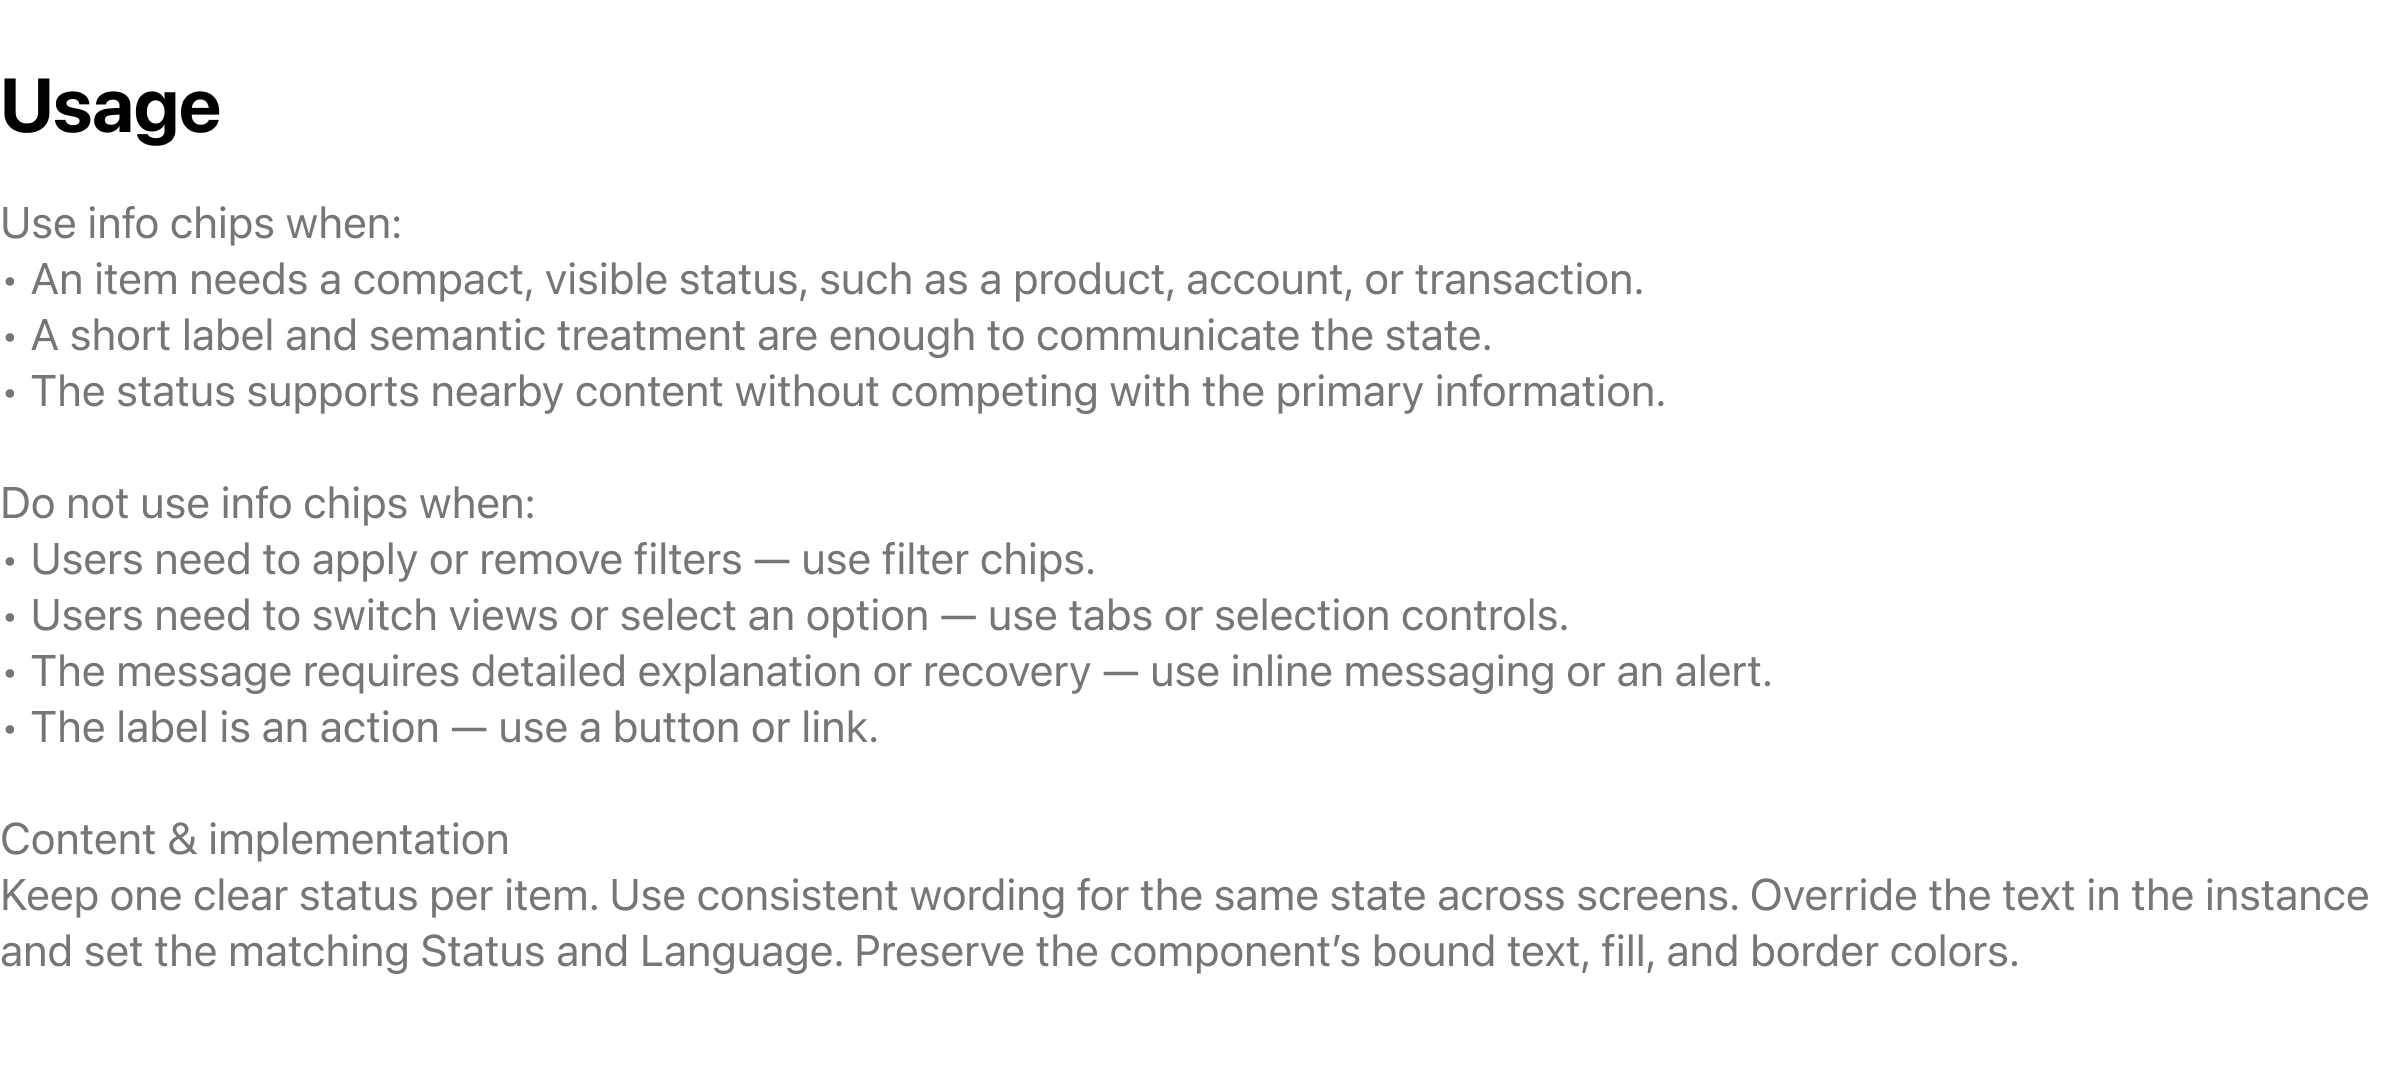 Usage
Use info chips when:
• An item needs a compact, visible status, such as a product, account, or transaction.
• A short label and semantic treatment are enough to communicate the state.
• The status supports nearby content without competing with the primary information.
Do not use info chips when:
• Users need to apply or remove filters — use filter chips.
• Users need to switch views or select an option — use tabs or selection controls.
• The message requires detailed explanation or recovery — use inline messaging or an alert.
• The label is an action — use a button or link.
Content & implementation
Keep one clear status per item. Use consistent wording for the same state across screens. Override the text in the instance
and set the matching Status and Language. Preserve the component’s bound text, fill, and border colors.